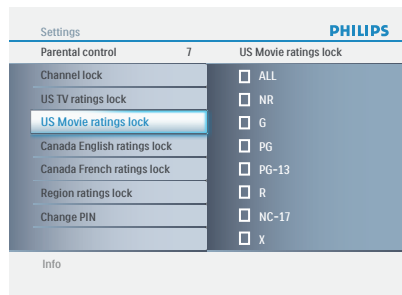 Settings
PHILIPS
Parental control 7
US Movie ratings lock
Channel lock
US TV ratings lock
US Movie ratings lock
Canada English ratings lock
Canada French ratings lock
Region ratings lock
Change PIN
ALL
NR
G
PG
PG-13
R
NC-17
X
Info